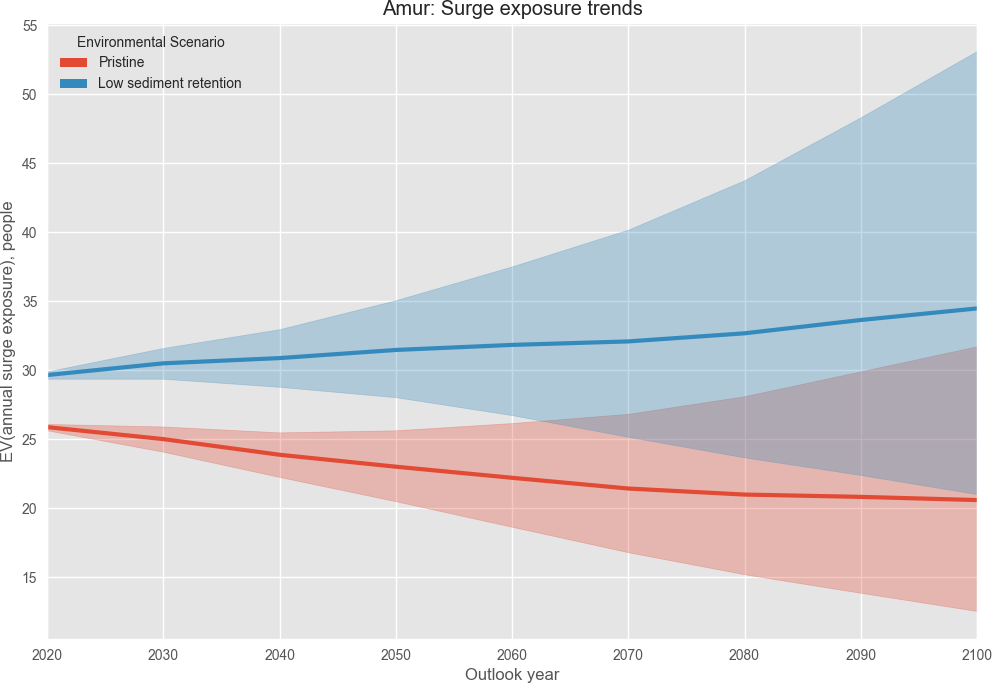 Amur: Surge exposure trends
Environmental Scenario
Pristine
Low sediment retention
EV(annual surge exposure), people
55
50
45
40
35
30
25
20
15
2020 2030 2040 2050 2060 2070 2080 2090 2100
Outlook year